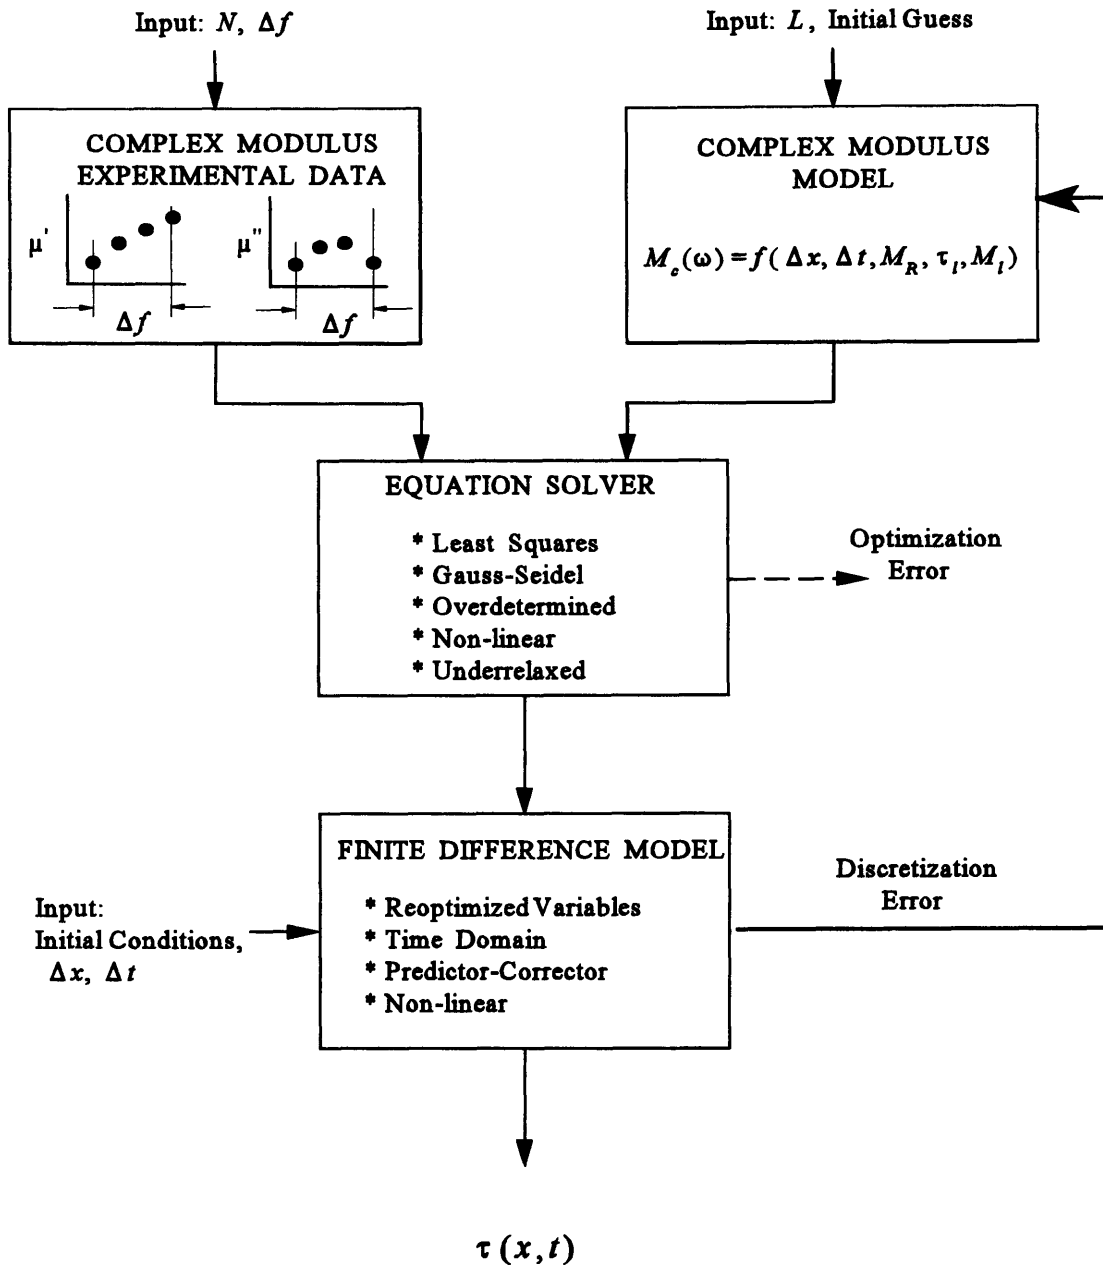 Input: N, Δf
Input: L, Initial Guess
COMPLEX MODULUS
EXPERIMENTAL DATA
μ'
Δf
μ"
Δf
COMPLEX MODULUS
MODEL
M_c(ω)=f(Δx, Δt, M_R, τ_l, M_l)
EQUATION SOLVER
* Least Squares
* Gauss-Seidel
* Overdetermined
* Non-linear
* Underrelaxed
Optimization
Error
FINITE DIFFERENCE MODEL
* Reoptimized Variables
* Time Domain
* Predictor-Corrector
* Non-linear
Input:
Initial Conditions,
Δx, Δt
Discretization
Error
τ(x,t)